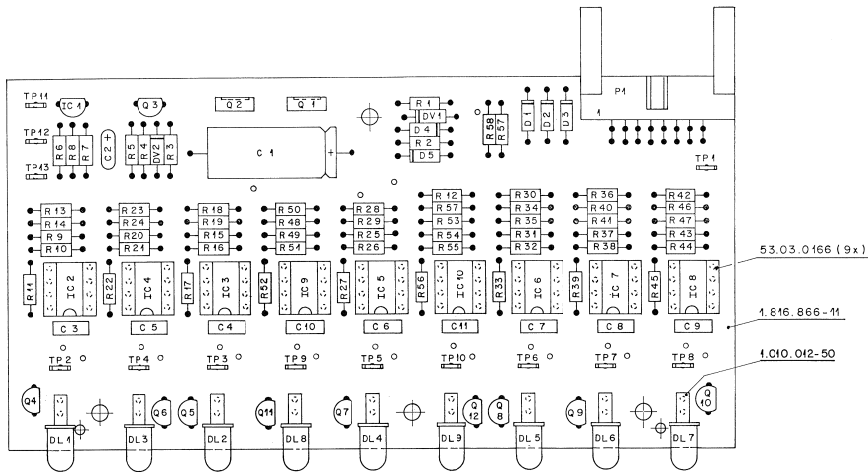 P1
1
TP11
IC1
Q3
Q2
Q1
R1
DV1
D4
R2
D5
R58
R57
D1
D2
D3
TP12
R6
R8
R7
C2 +
R5
R4
DV2
R3
C1
+
TP13
TP1
R13
R14
R9
R10
R23
R24
R20
R21
R18
R19
R15
R16
R50
R48
R49
R51
R28
R29
R25
R26
R12
R57
R53
R54
R55
R30
R34
R35
R31
R32
R36
R40
R41
R37
R38
R42
R46
R47
R43
R44
53.03.0166 (9x)
R11
IC2
R22
IC4
R17
IC3
R52
IC9
R27
IC5
R56
IC10
R33
IC6
R39
IC7
R45
IC8
1.816.866-11
C3
C5
C4
C10
C6
C11
C7
C8
C9
TP2
TP4
TP3
TP9
TP5
TP10
TP6
TP7
TP8
1.010.012-50
Q4
Q6
Q5
Q11
Q7
Q12
Q8
Q9
Q10
DL1
DL3
DL2
DL8
DL4
DL9
DL5
DL6
DL7